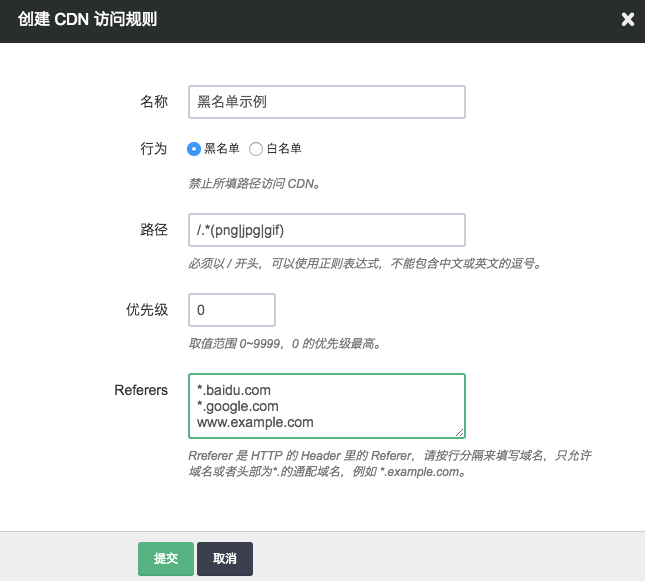 创建 CDN 访问规则
名称 黑名单示例
行为 黑名单 白名单
禁止所填路径访问 CDN。
路径 /.*(png|jpg|gif)
必须以 / 开头，可以使用正则表达式，不能包含中文或英文的逗号。
优先级 0
取值范围 0~9999，0 的优先级最高。
Referers *.baidu.com
*.google.com
www.example.com
Rreferer 是 HTTP 的 Header 里的 Referer，请按行分隔来填写域名，只允许
域名或者头部为*.的通配域名，例如 *.example.com。
提交 取消